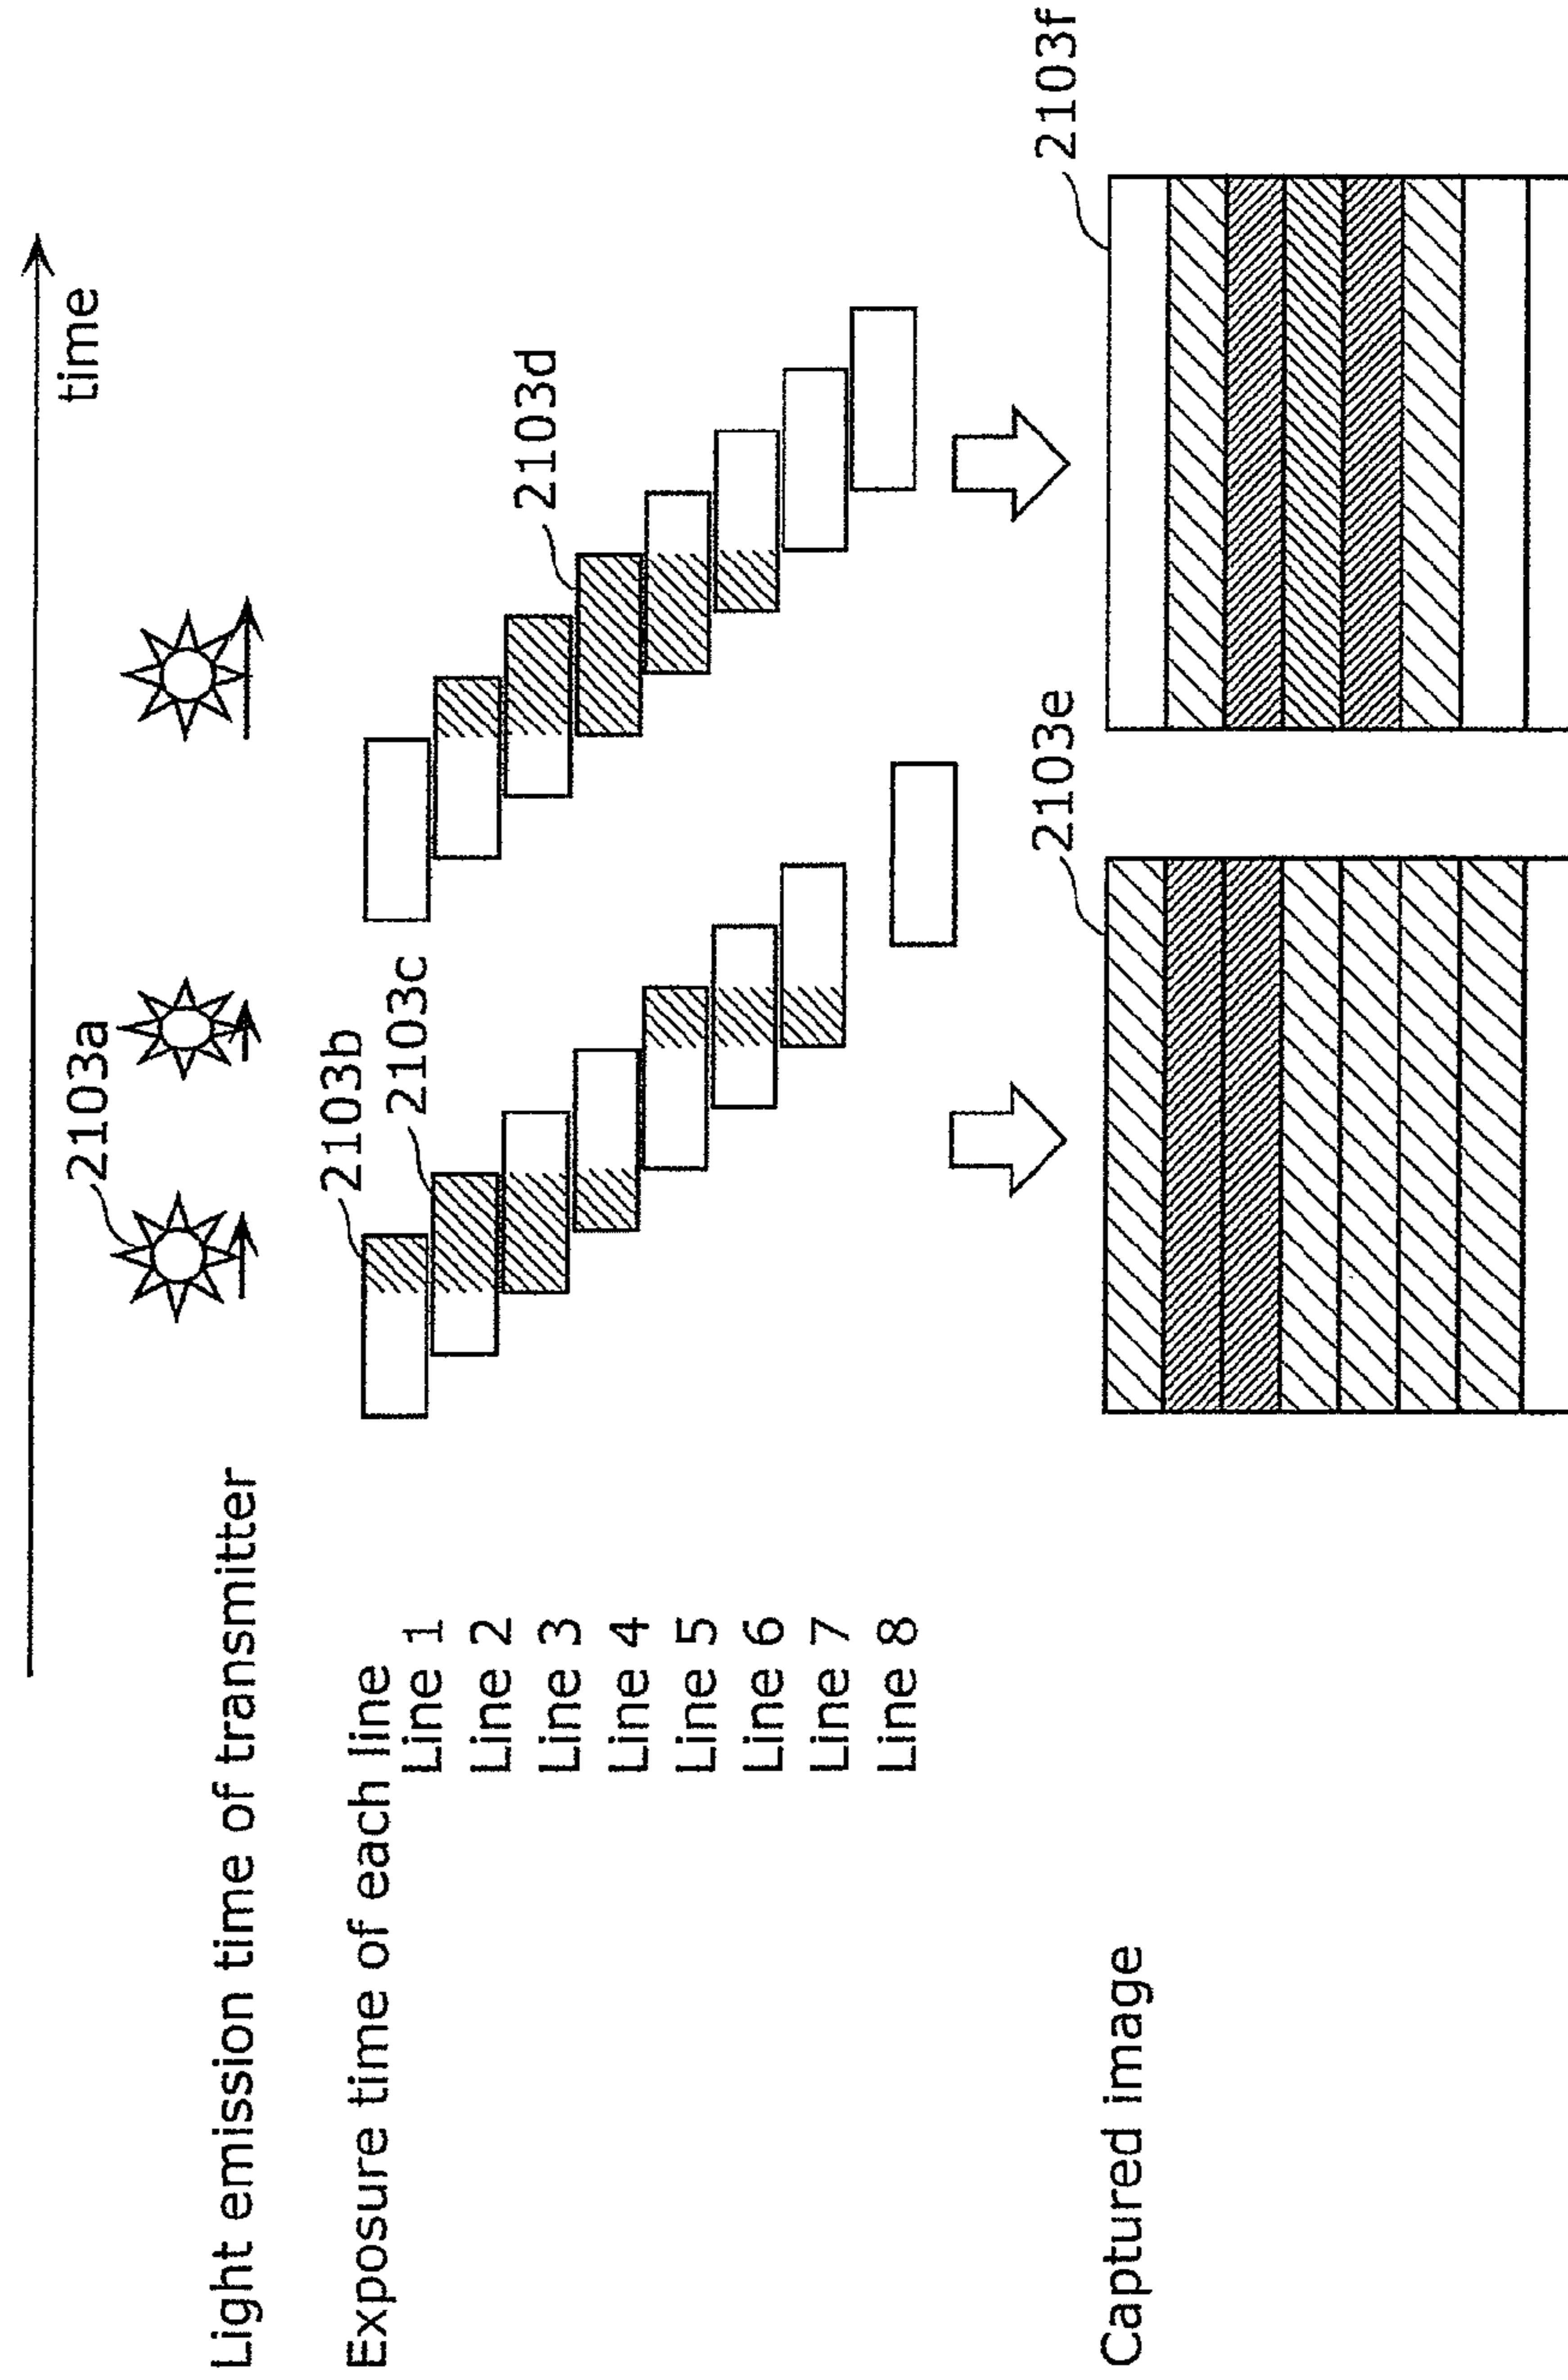 time
2103a
Light emission time of transmitter
2103b
2103c
2103d
Exposure time of each line
Line 1
Line 2
Line 3
Line 4
Line 5
Line 6
Line 7
Line 8
2103e
2103f
Captured image